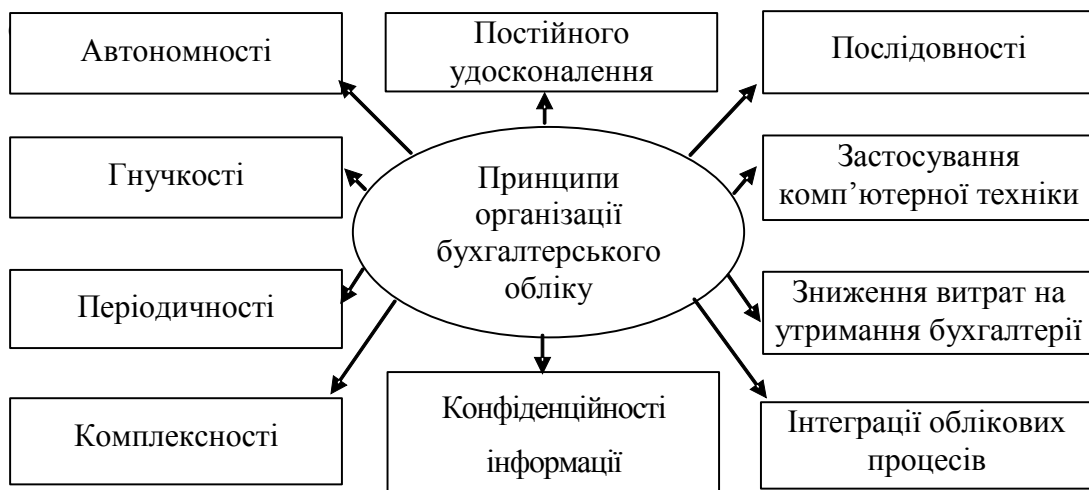 Автономності
Постійного
удосконалення
Послідовності
Гнучкості
Принципи
організації
бухгалтерського
обліку
Застосування
комп’ютерної техніки
Періодичності
Зниження витрат на
утримання бухгалтерії
Комплексності
Конфіденційності
інформації
Інтеграції облікових
процесів